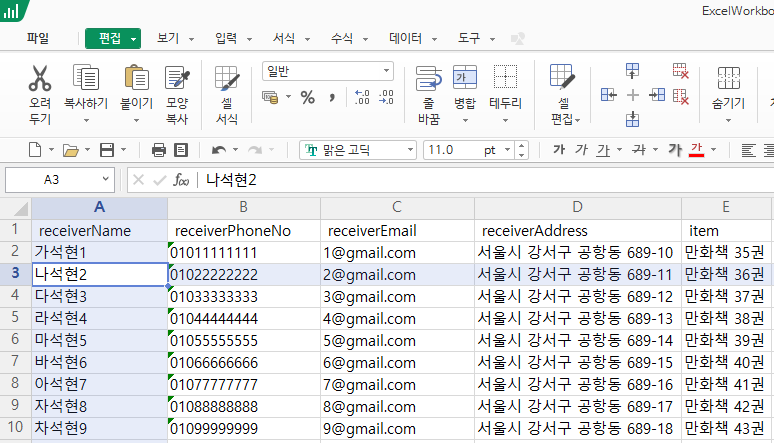 ExcelWorkbo
파일 편집 보기 입력 서식 수식 데이터 도구
오려 두기 복사하기 붙이기 모양 복사 셀 서식 일반 % , ←.0 .00 .00 →.0 줄 바꿈 병합 가 테두리 셀 편집 숨기기
맑은 고딕 11.0 pt 가 가 가 가 가 가
A3 fx 나석현2
A B C D E
1 receiverName receiverPhoneNo receiverEmail receiverAddress item
2 가석현1 01011111111 1@gmail.com 서울시 강서구 공항동 689-10 만화책 35권
3 나석현2 01022222222 2@gmail.com 서울시 강서구 공항동 689-11 만화책 36권
4 다석현3 01033333333 3@gmail.com 서울시 강서구 공항동 689-12 만화책 37권
5 라석현4 01044444444 4@gmail.com 서울시 강서구 공항동 689-13 만화책 38권
6 마석현5 01055555555 5@gmail.com 서울시 강서구 공항동 689-14 만화책 39권
7 바석현6 01066666666 6@gmail.com 서울시 강서구 공항동 689-15 만화책 40권
8 아석현7 01077777777 7@gmail.com 서울시 강서구 공항동 689-16 만화책 41권
9 자석현8 01088888888 8@gmail.com 서울시 강서구 공항동 689-17 만화책 42권
10 차석현9 01099999999 9@gmail.com 서울시 강서구 공항동 689-18 만화책 43권